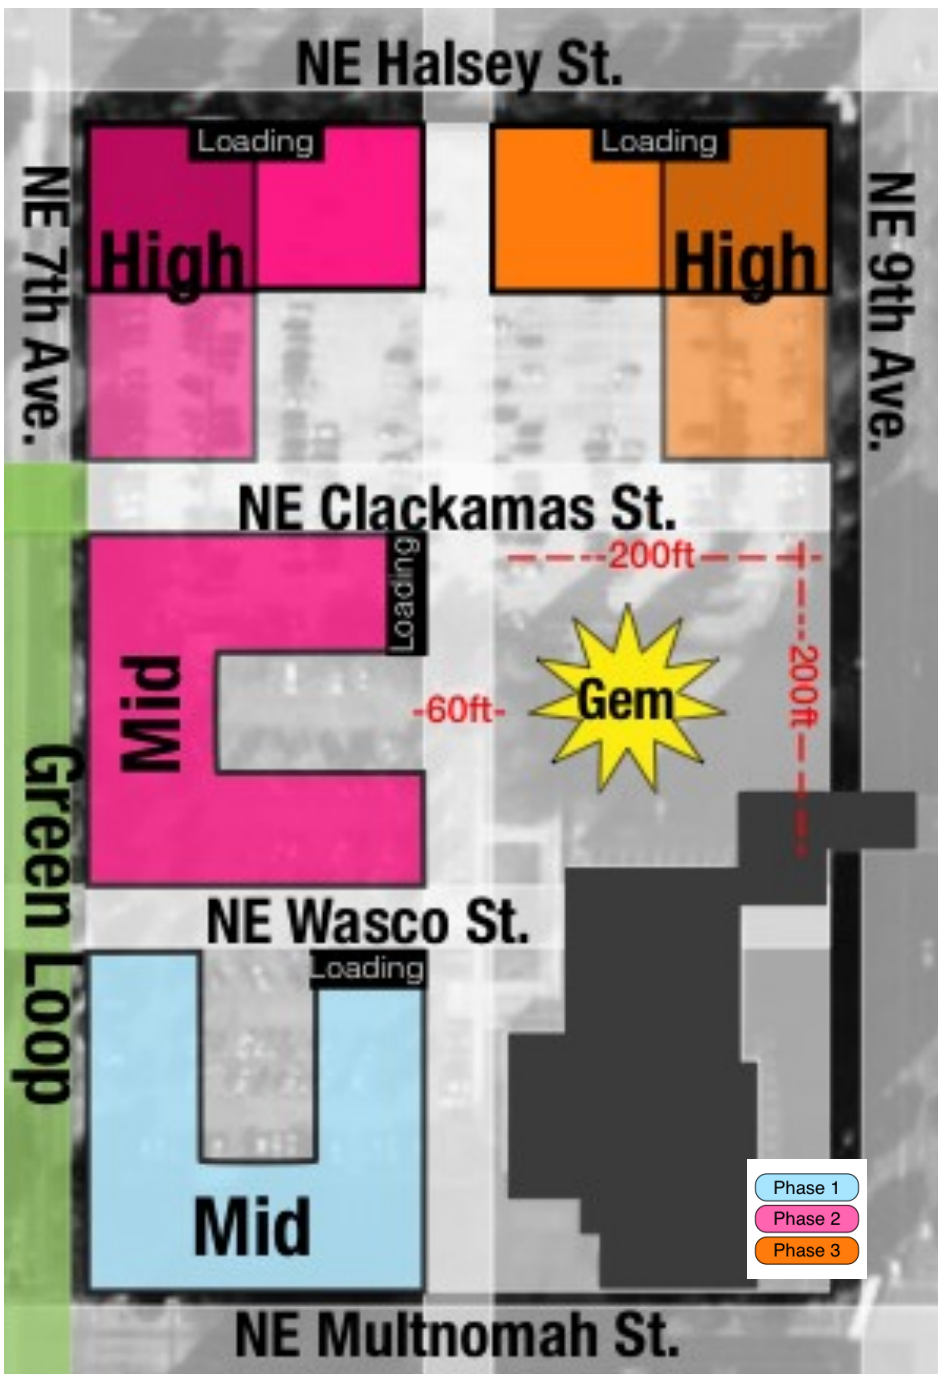 NE Halsey St.
Loading
Loading
NE 7th Ave.
High
High
NE 9th Ave.
NE Clackamas St.
Loading
200ft
Mid
60ft
Gem
200ft
Green Loop
NE Wasco St.
Loading
Mid
Phase 1
Phase 2
Phase 3
NE Multnomah St.